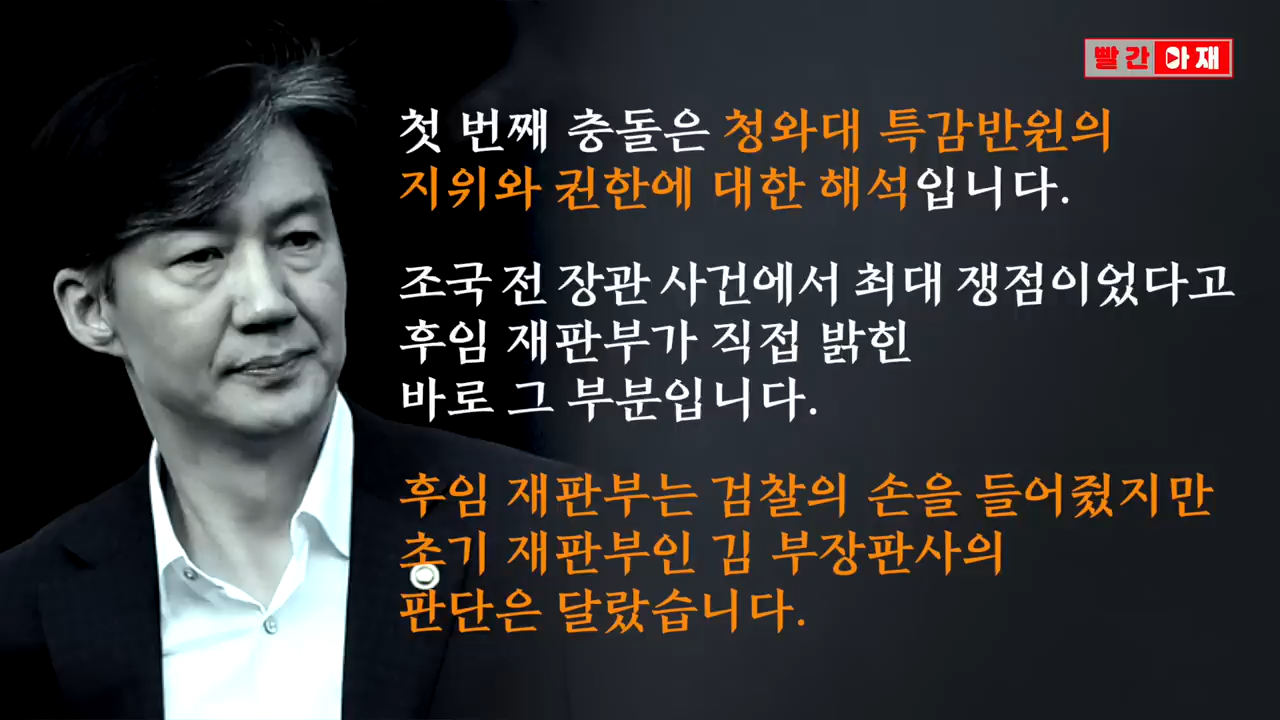 빨간아재
첫 번째 충돌은 청와대 특감반원의
지위와 권한에 대한 해석입니다.
조국 전 장관 사건에서 최대 쟁점이었다고
후임 재판부가 직접 밝힌
바로 그 부분입니다.
후임 재판부는 검찰의 손을 들어줬지만
초기 재판부인 김 부장판사의
판단은 달랐습니다.